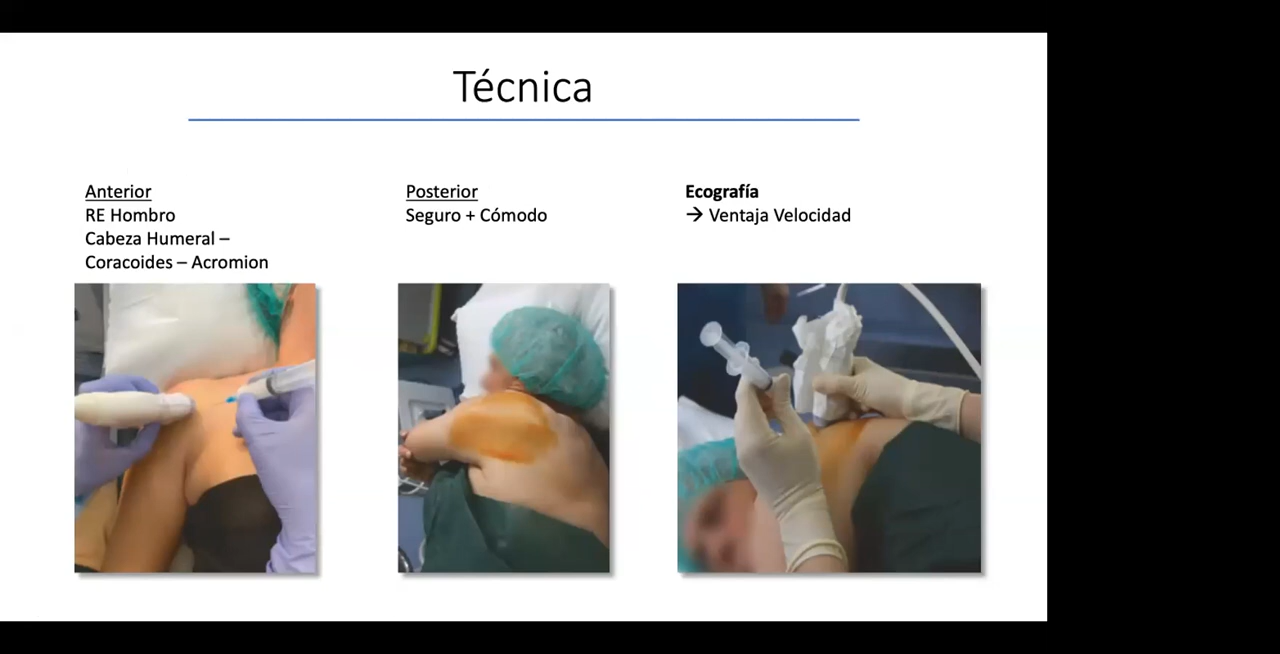 Técnica
Anterior
RE Hombro
Cabeza Humeral –
Coracoides – Acromion
Posterior
Seguro + Cómodo
Ecografía
→ Ventaja Velocidad